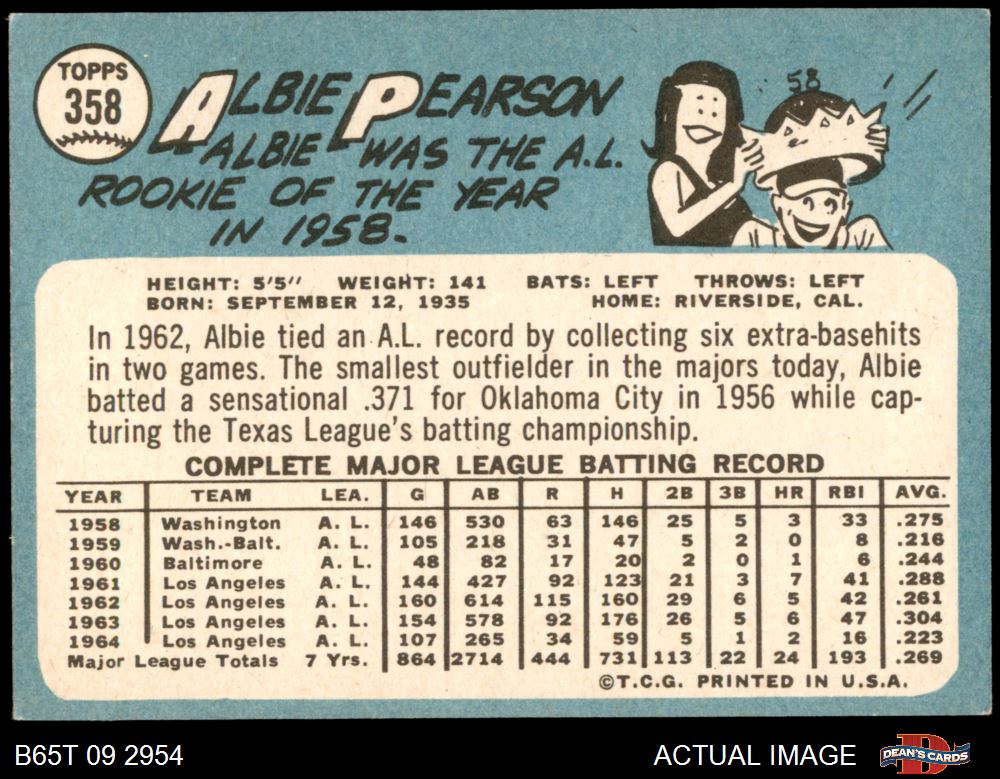 TOPPS
358
ALBIE PEARSON
ALBIE WAS THE A.L.
ROOKIE OF THE YEAR
IN 1958.
58
HEIGHT: 5'5" WEIGHT: 141 BATS: LEFT THROWS: LEFT
BORN: SEPTEMBER 12, 1935 HOME: RIVERSIDE, CAL.
In 1962, Albie tied an A.L. record by collecting six extra-basehits
in two games. The smallest outfielder in the majors today, Albie
batted a sensational .371 for Oklahoma City in 1956 while cap-
turing the Texas League's batting championship.
COMPLETE MAJOR LEAGUE BATTING RECORD
YEAR TEAM LEA. G AB R H 2B 3B HR RBI AVG.
1958 Washington A. L. 146 530 63 146 25 5 3 33 .275
1959 Wash.-Balt. A. L. 105 218 31 47 5 2 0 8 .216
1960 Baltimore A. L. 48 82 17 20 2 0 1 6 .244
1961 Los Angeles A. L. 144 427 92 123 21 3 7 41 .288
1962 Los Angeles A. L. 160 614 115 160 29 6 5 42 .261
1963 Los Angeles A. L. 154 578 92 176 26 5 6 47 .304
1964 Los Angeles A. L. 107 265 34 59 5 1 2 16 .223
Major League Totals 7 Yrs. 864 2714 444 731 113 22 24 193 .269
©T.C.G. PRINTED IN U.S.A.
B65T 09 2954 ACTUAL IMAGE DEAN'S CARDS